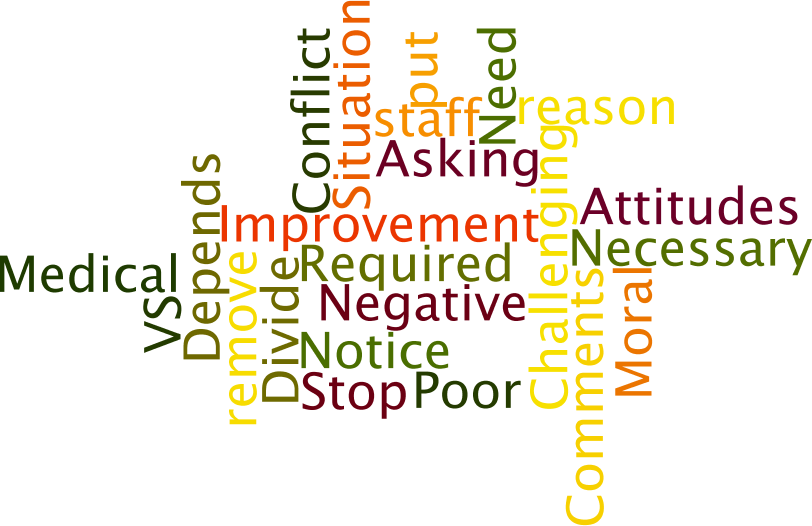 Conflict
Situation
put
Need
staff
reason
Asking
Challenging
Attitudes
Depends
Improvement
Necessary
Medical
vs
remove
Divide
Required
Negative
Comments
Moral
Notice
Stop
Poor